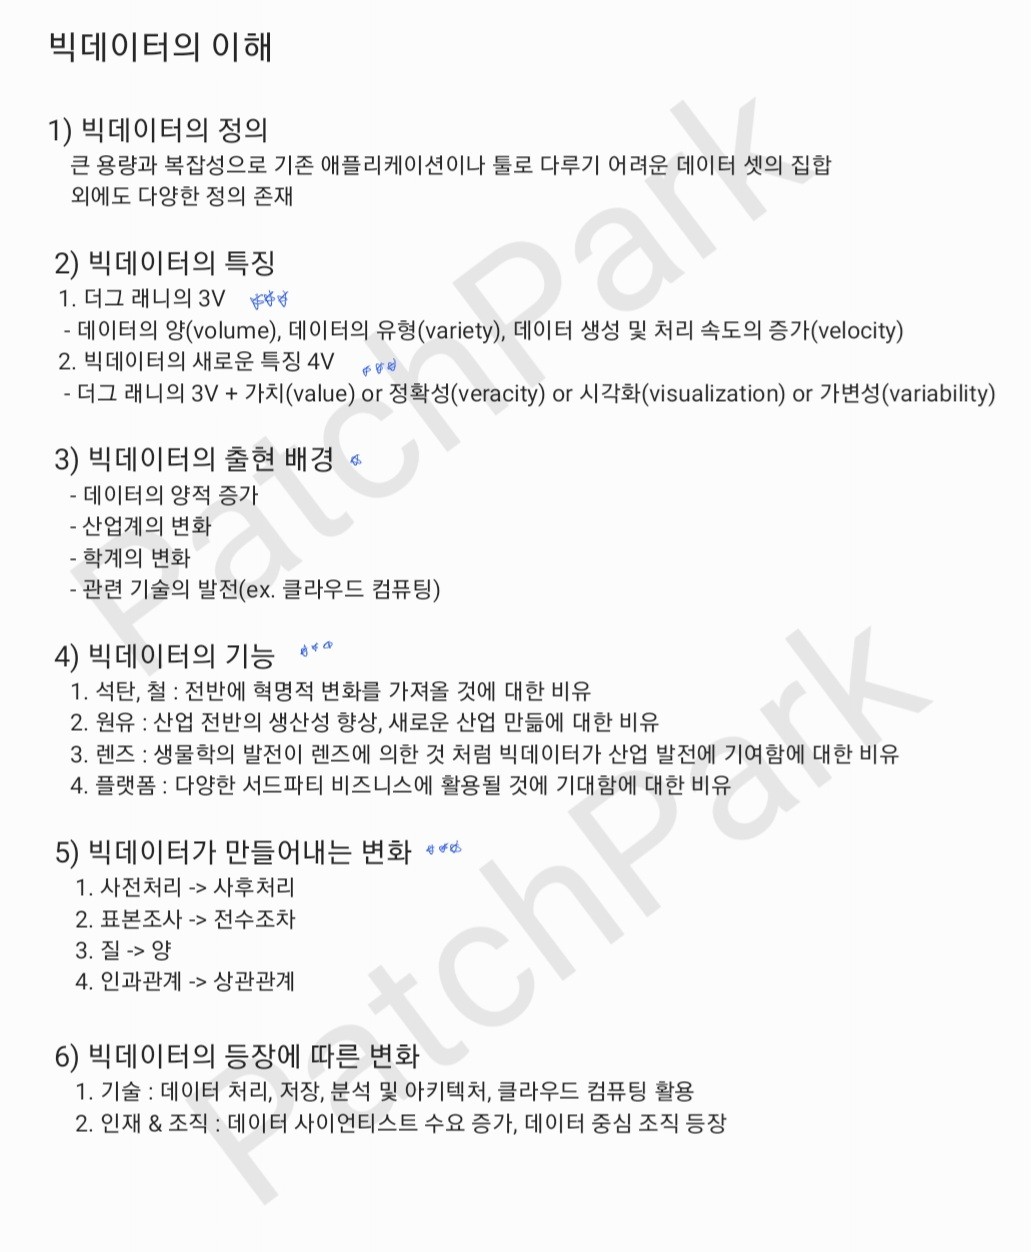 빅데이터의 이해
1) 빅데이터의 정의
큰 용량과 복잡성으로 기존 애플리케이션이나 툴로 다루기 어려운 데이터 셋의 집합
외에도 다양한 정의 존재
2) 빅데이터의 특징
1. 더그 래니의 3V
- 데이터의 양(volume), 데이터의 유형(variety), 데이터 생성 및 처리 속도의 증가(velocity)
2. 빅데이터의 새로운 특징 4V
- 더그 래니의 3V + 가치(value) or 정확성(veracity) or 시각화(visualization) or 가변성(variability)
3) 빅데이터의 출현 배경
- 데이터의 양적 증가
- 산업계의 변화
- 학계의 변화
- 관련 기술의 발전(ex. 클라우드 컴퓨팅)
4) 빅데이터의 기능
1. 석탄, 철 : 전반에 혁명적 변화를 가져올 것에 대한 비유
2. 원유 : 산업 전반의 생산성 향상, 새로운 산업 만듦에 대한 비유
3. 렌즈 : 생물학의 발전이 렌즈에 의한 것 처럼 빅데이터가 산업 발전에 기여함에 대한 비유
4. 플랫폼 : 다양한 서드파티 비즈니스에 활용될 것에 기대함에 대한 비유
5) 빅데이터가 만들어내는 변화
1. 사전처리 -> 사후처리
2. 표본조사 -> 전수조차
3. 질 -> 양
4. 인과관계 -> 상관관계
6) 빅데이터의 등장에 따른 변화
1. 기술 : 데이터 처리, 저장, 분석 및 아키텍처, 클라우드 컴퓨팅 활용
2. 인재 & 조직 : 데이터 사이언티스트 수요 증가, 데이터 중심 조직 등장
PatchPark
PatchPark